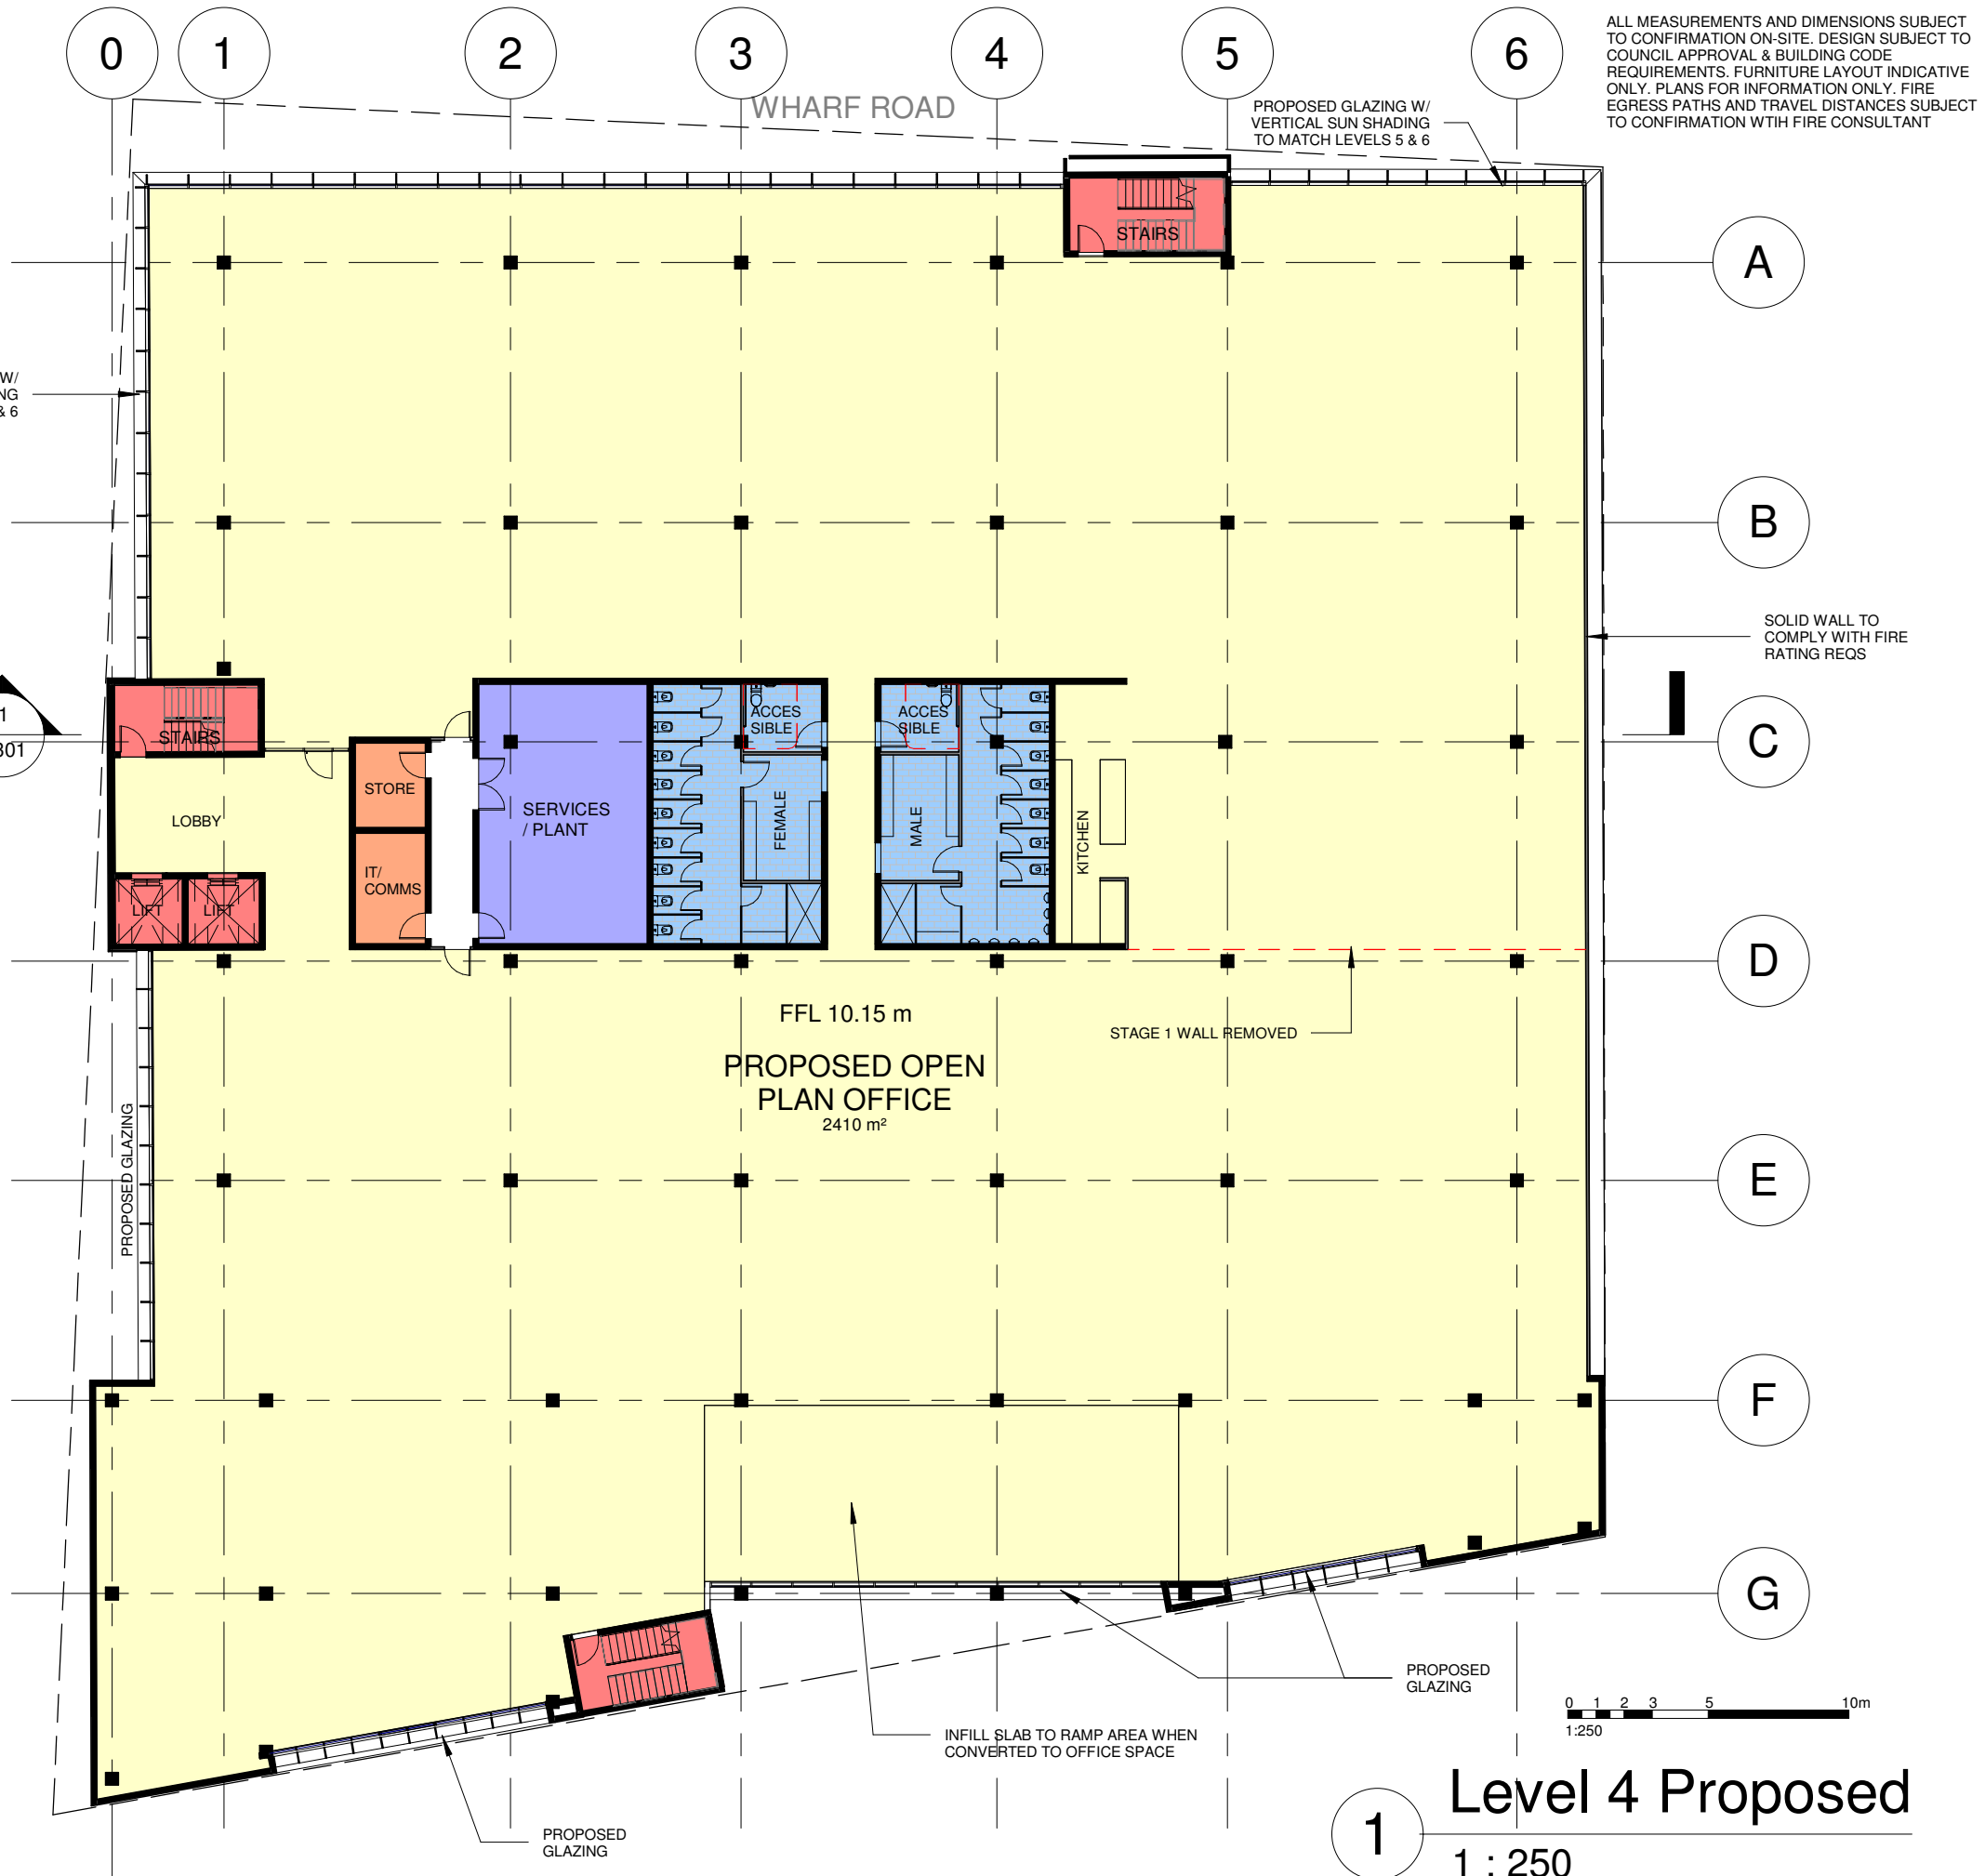 0 1 2 3 4 5 6
ALL MEASUREMENTS AND DIMENSIONS SUBJECT
TO CONFIRMATION ON-SITE. DESIGN SUBJECT TO
COUNCIL APPROVAL & BUILDING CODE
REQUIREMENTS. FURNITURE LAYOUT INDICATIVE
ONLY. PLANS FOR INFORMATION ONLY. FIRE
EGRESS PATHS AND TRAVEL DISTANCES SUBJECT
TO CONFIRMATION WTIH FIRE CONSULTANT
WHARF ROAD
PROPOSED GLAZING W/
VERTICAL SUN SHADING
TO MATCH LEVELS 5 & 6
STAIRS
A
W/
NG
& 6
B
SOLID WALL TO
COMPLY WITH FIRE
RATING REQS
1
301
STAIRS
ACCES
SIBLE
ACCES
SIBLE
C
STORE
LOBBY
SERVICES
/ PLANT
FEMALE
MALE
KITCHEN
IT/
COMMS
LIFT
LIFT
D
FFL 10.15 m
STAGE 1 WALL REMOVED
PROPOSED OPEN
PLAN OFFICE
2410 m²
PROPOSED GLAZING
E
F
G
PROPOSED
GLAZING
INFILL SLAB TO RAMP AREA WHEN
CONVERTED TO OFFICE SPACE
0 1 2 3 5 10m
1:250
PROPOSED
GLAZING
1
Level 4 Proposed
1 : 250